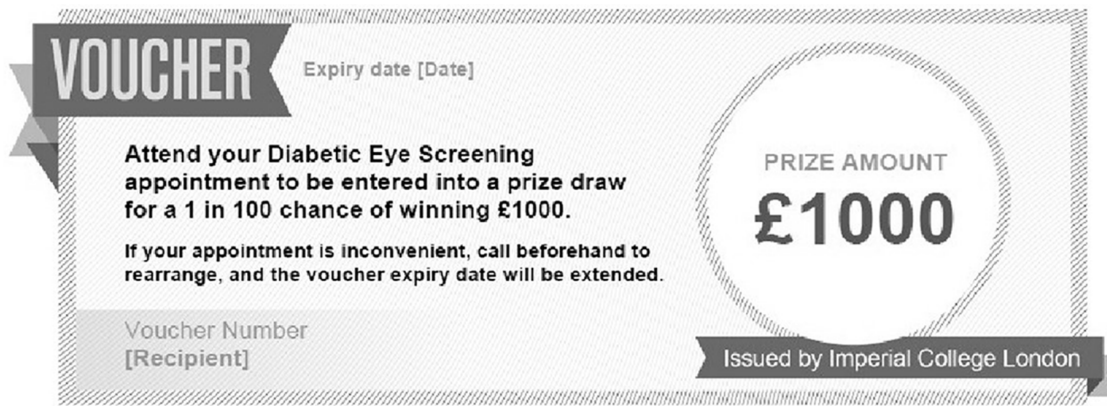 VOUCHER
Expiry date [Date]
Attend your Diabetic Eye Screening
appointment to be entered into a prize draw
for a 1 in 100 chance of winning £1000.
If your appointment is inconvenient, call beforehand to
rearrange, and the voucher expiry date will be extended.
Voucher Number
[Recipient]
PRIZE AMOUNT
£1000
Issued by Imperial College London